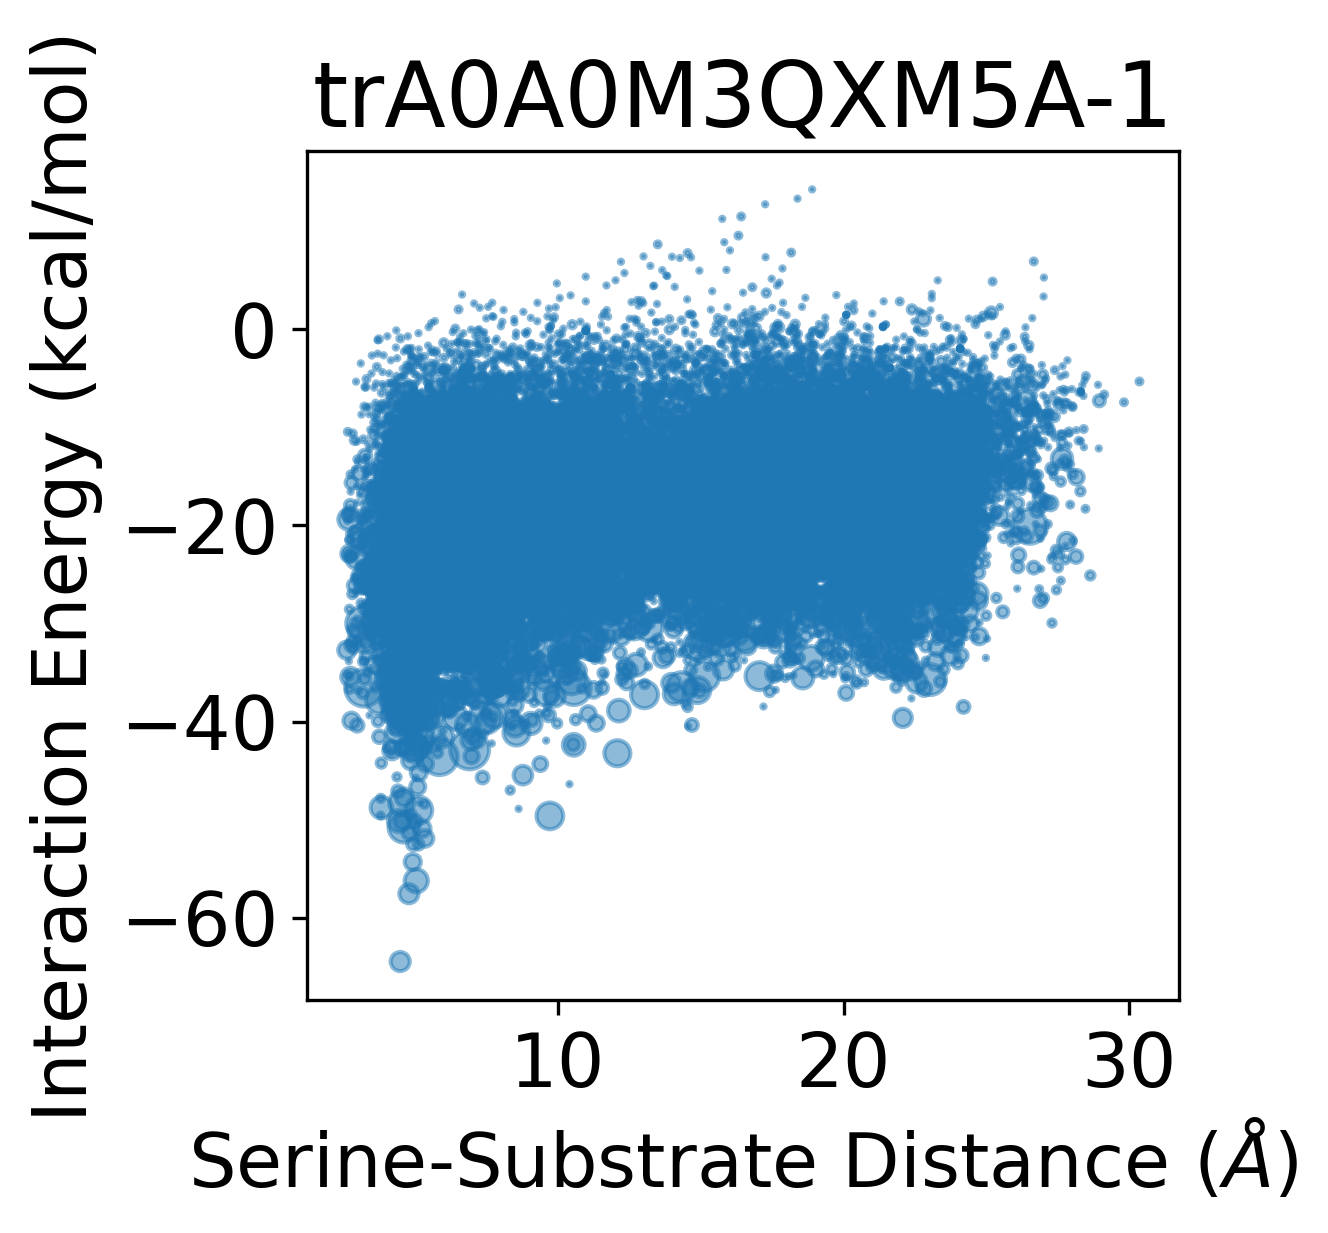 trA0A0M3QXM5A-1
Interaction Energy (kcal/mol)
0
−20
−40
−60
10 20 30
Serine-Substrate Distance (Å)